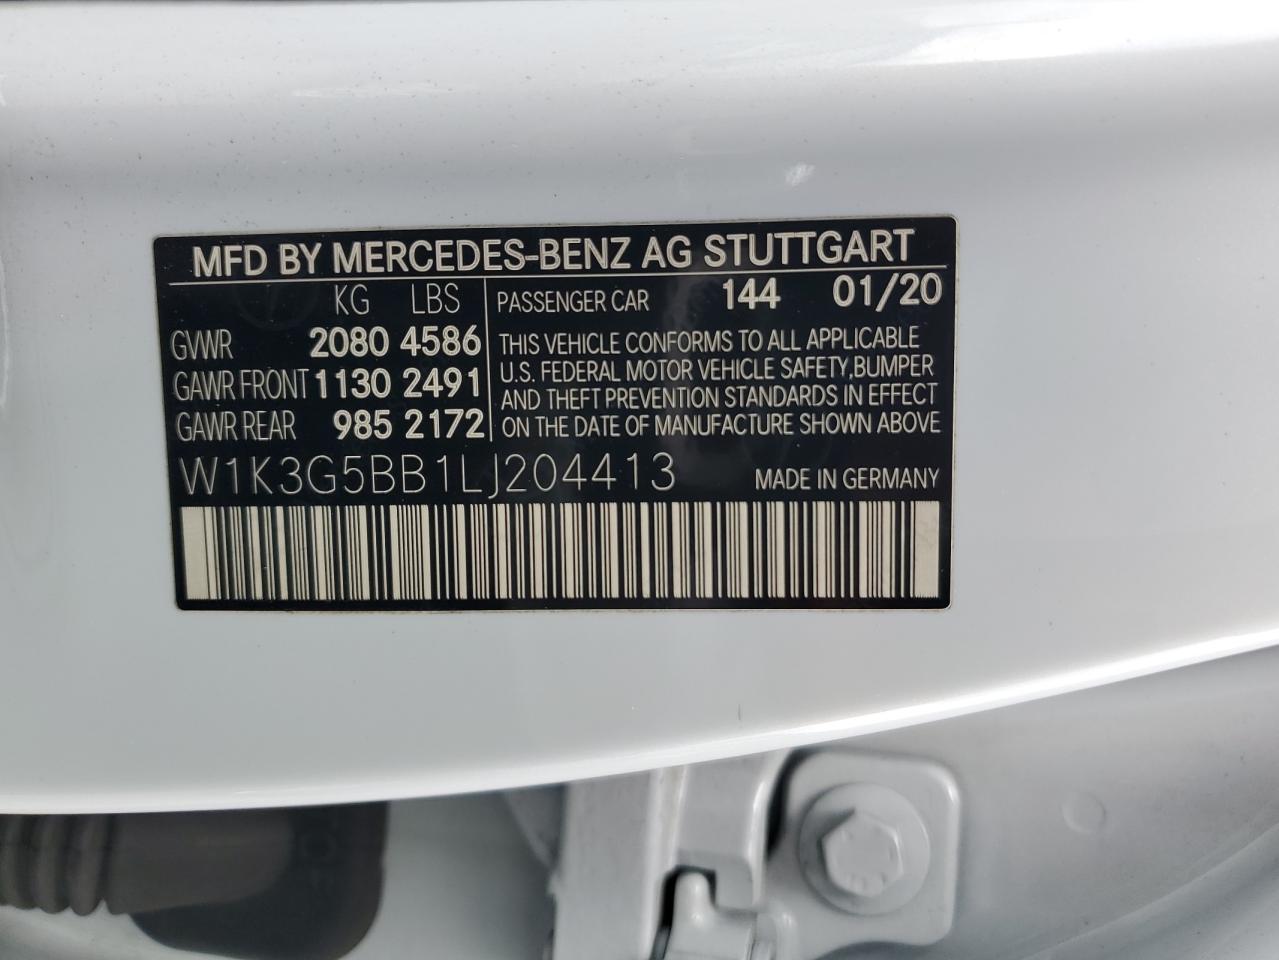 MFD BY MERCEDES-BENZ AG STUTTGART
KG LBS
GVWR 2080 4586
GAWR FRONT 1130 2491
GAWR REAR 985 2172
PASSENGER CAR 144 01/20
THIS VEHICLE CONFORMS TO ALL APPLICABLE
U.S. FEDERAL MOTOR VEHICLE SAFETY, BUMPER
AND THEFT PREVENTION STANDARDS IN EFFECT
ON THE DATE OF MANUFACTURE SHOWN ABOVE
W1K3G5BB1LJ204413 MADE IN GERMANY